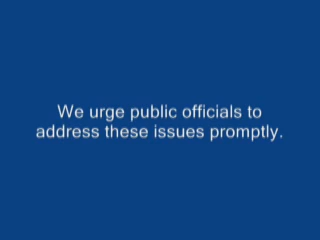 We urge public officials to
address these issues promptly.